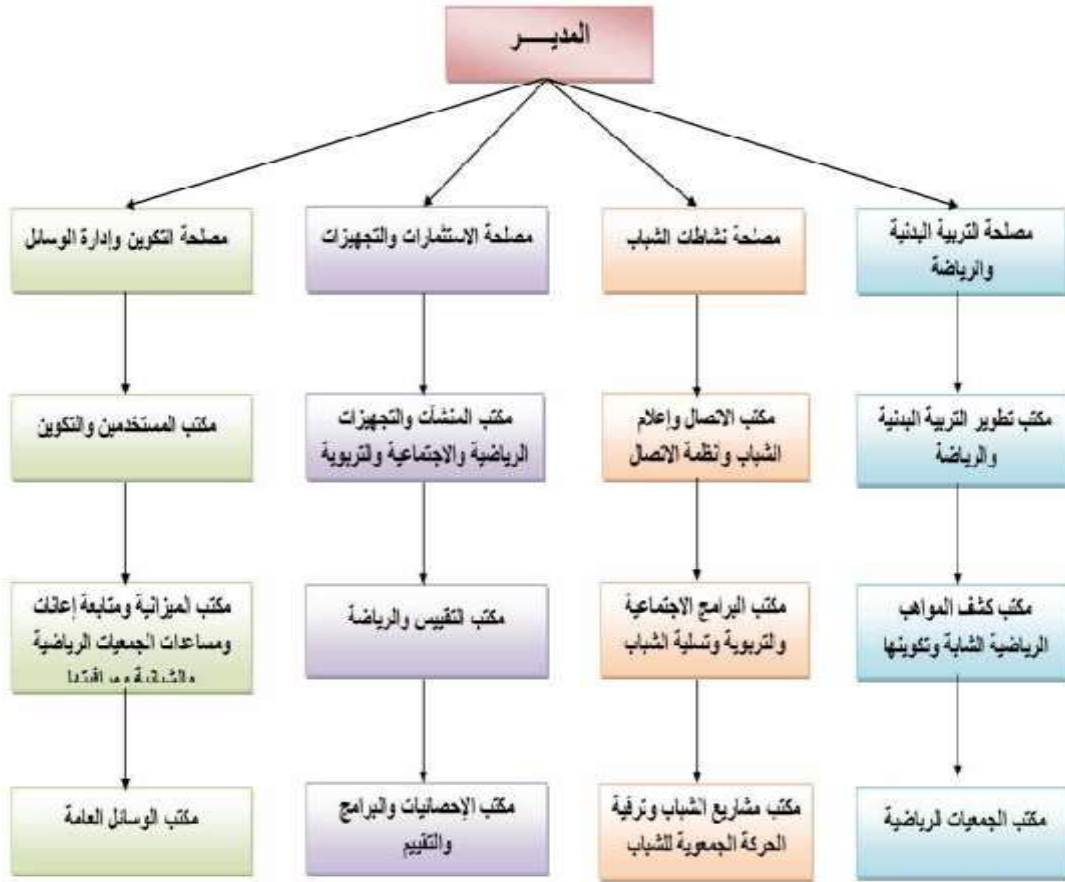 المديـــــر
مصلحة التربية البدنية
والرياضة
مصلحة نشاطات الشباب
مصلحة الاستثمارات والتجهيزات
مصلحة التكوين وإدارة الوسائل
مكتب تطوير التربية البدنية
والرياضة
مكتب الاتصال وإعلام
الشباب وأنظمة الاتصال
مكتب المنشآت والتجهيزات
الرياضية والاجتماعية والتربوية
مكتب المستخدمين والتكوين
مكتب كشف المواهب
الرياضية الشابة وتكوينها
مكتب البرامج الاجتماعية
والتربوية وتسلية الشباب
مكتب التقييس والرياضة
مكتب الميزانية ومتابعة إعانات
ومساعدات الجمعيات الرياضية
والشبانية ومراقبتها
مكتب الجمعيات الرياضية
مكتب مشاريع الشباب وترقية
الحركة الجمعوية للشباب
مكتب الإحصائيات والبرامج
والتقييم
مكتب الوسائل العامة